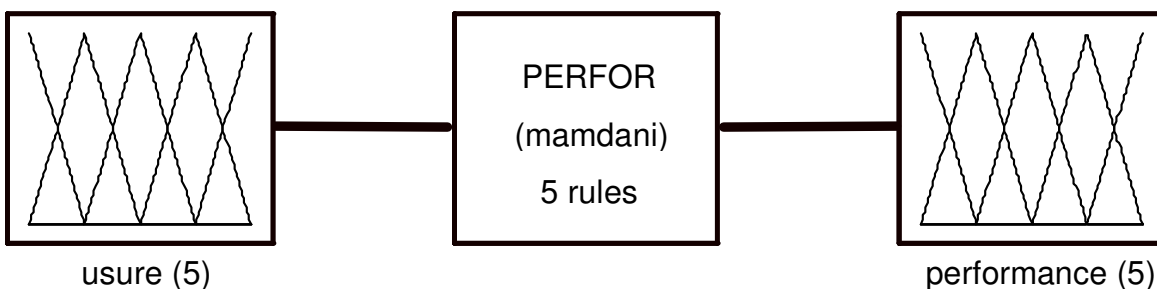 PERFOR
(mamdani)
5 rules
usure (5)
performance (5)